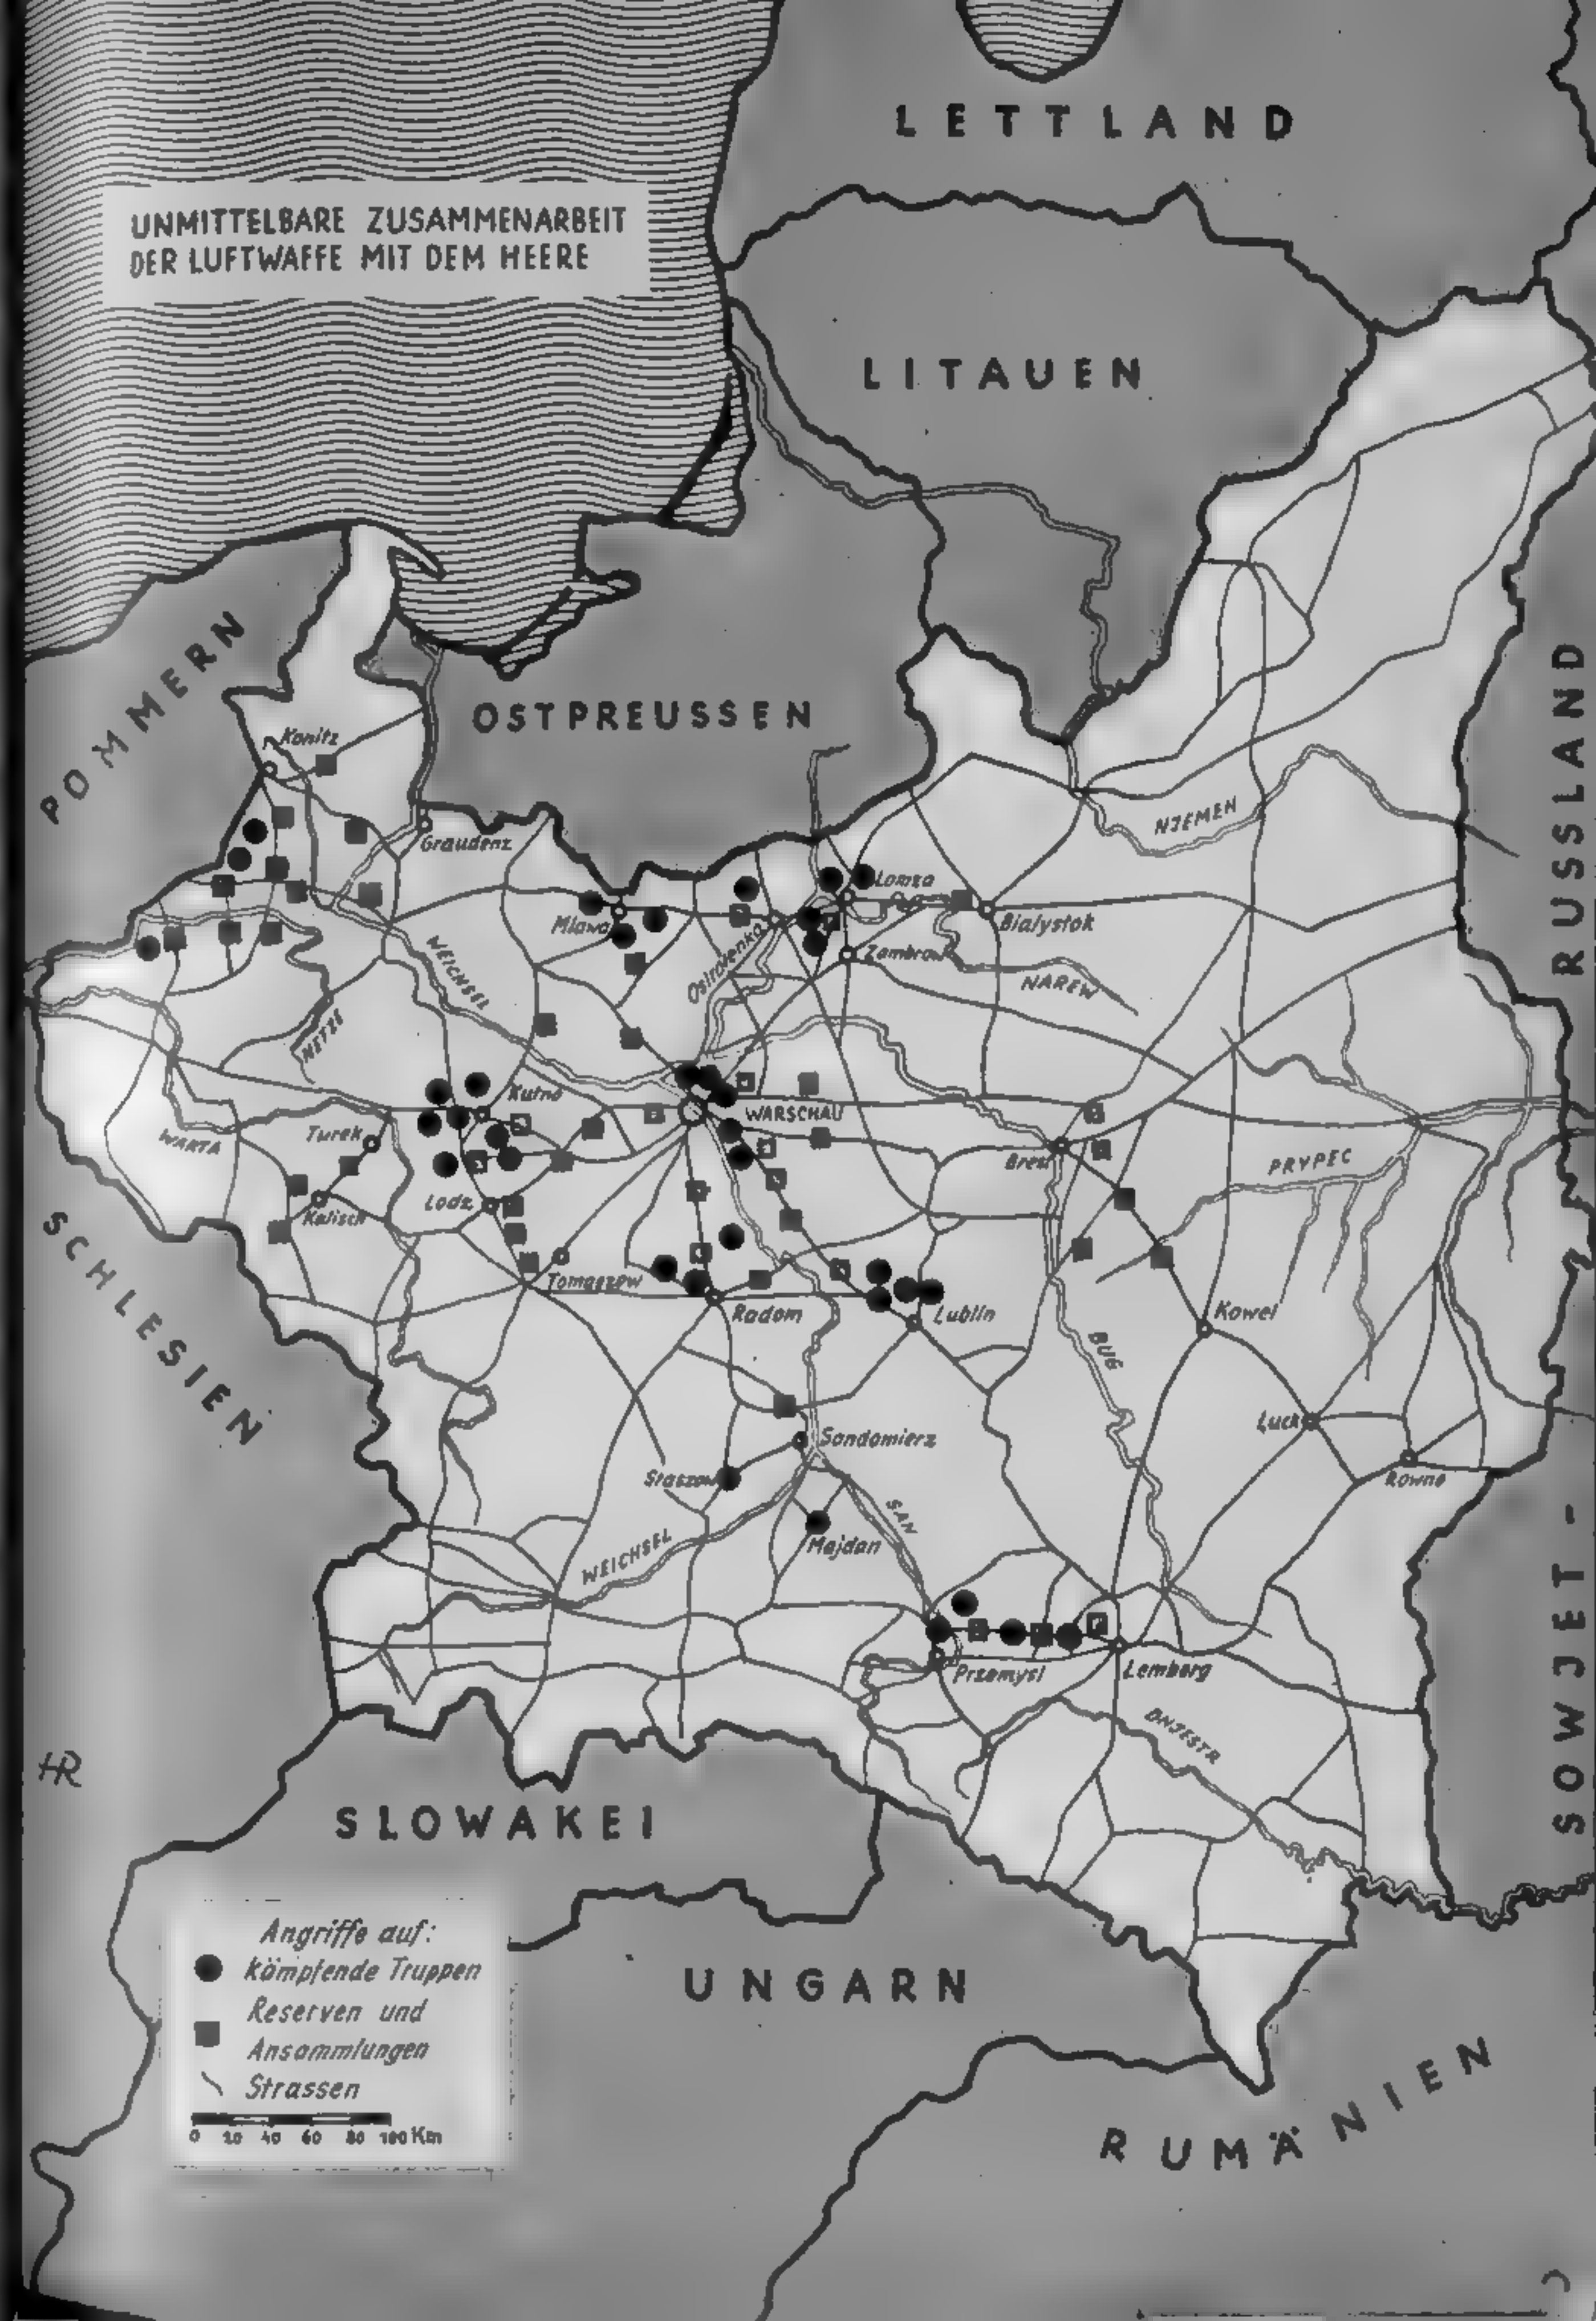 LETTLAND
UNMITTELBARE ZUSAMMENARBEIT
DER LUFTWAFFE MIT DEM HEERE
LITAUEN
POMMERN
OSTPREUSSEN
RUSSLAND
Konitz
Graudenz
NJEMEN
Lomza
Mlawa
Bialystok
Ostrolenka
Zambrow
WEICHSEL
NAREW
NETZE
Kutno
WARSCHAU
WARTA
Turek
Brest
PRYPEC
Lodz
Kalisch
SCHLESIEN
Tomaszow
Radom
Lublin
Kowel
BUG
Luck
Sandomierz
Staszow
Rowne
SAN
Majdan
WEICHSEL
Przemysl
Lemberg
DNJESTR
SOWJET-
HR
SLOWAKEI
Angriffe auf:
kämpfende Truppen
Reserven und
Ansammlungen
Strassen
0 20 40 60 80 100 Km
UNGARN
RUMÄNIEN